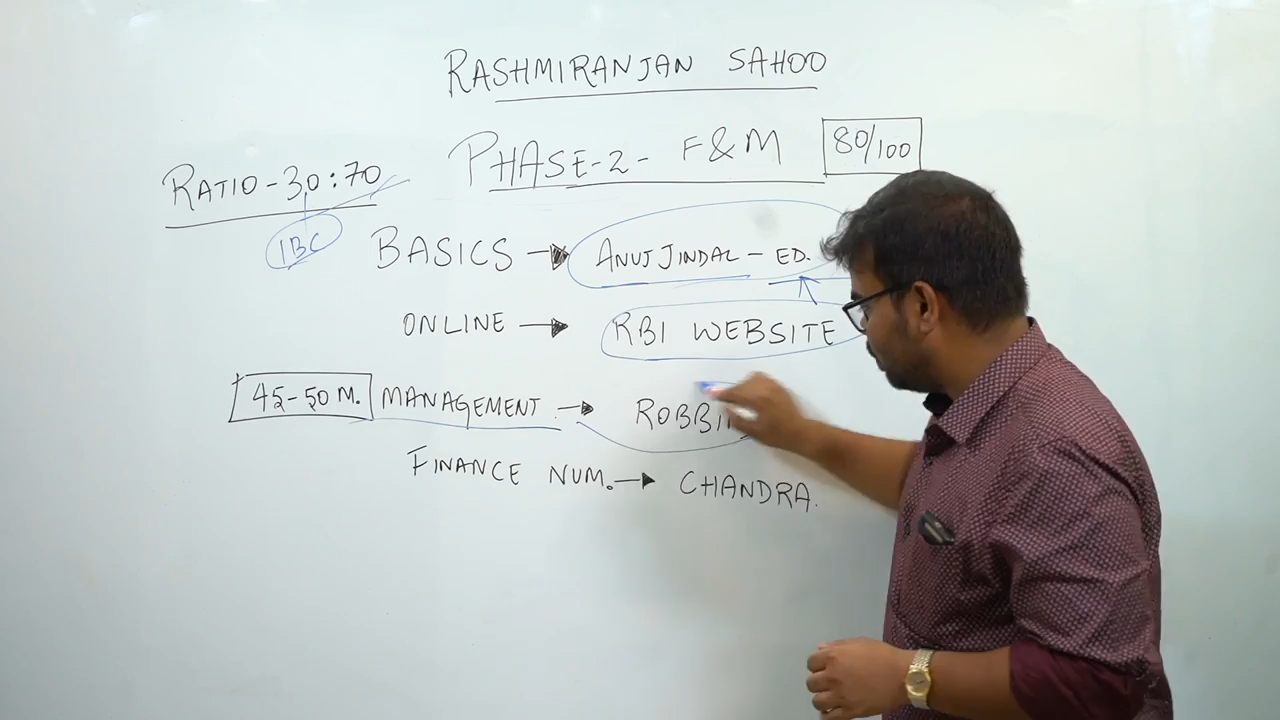 RASHMIRANJAN SAHOO
PHASE-2- F&M 80/100
RATIO-30:70
IBC
BASICS → ANUJ JINDAL - ED.
ONLINE → RBI WEBSITE
45-50 M. MANAGEMENT →
FINANCE NUM. → CHANDRA.